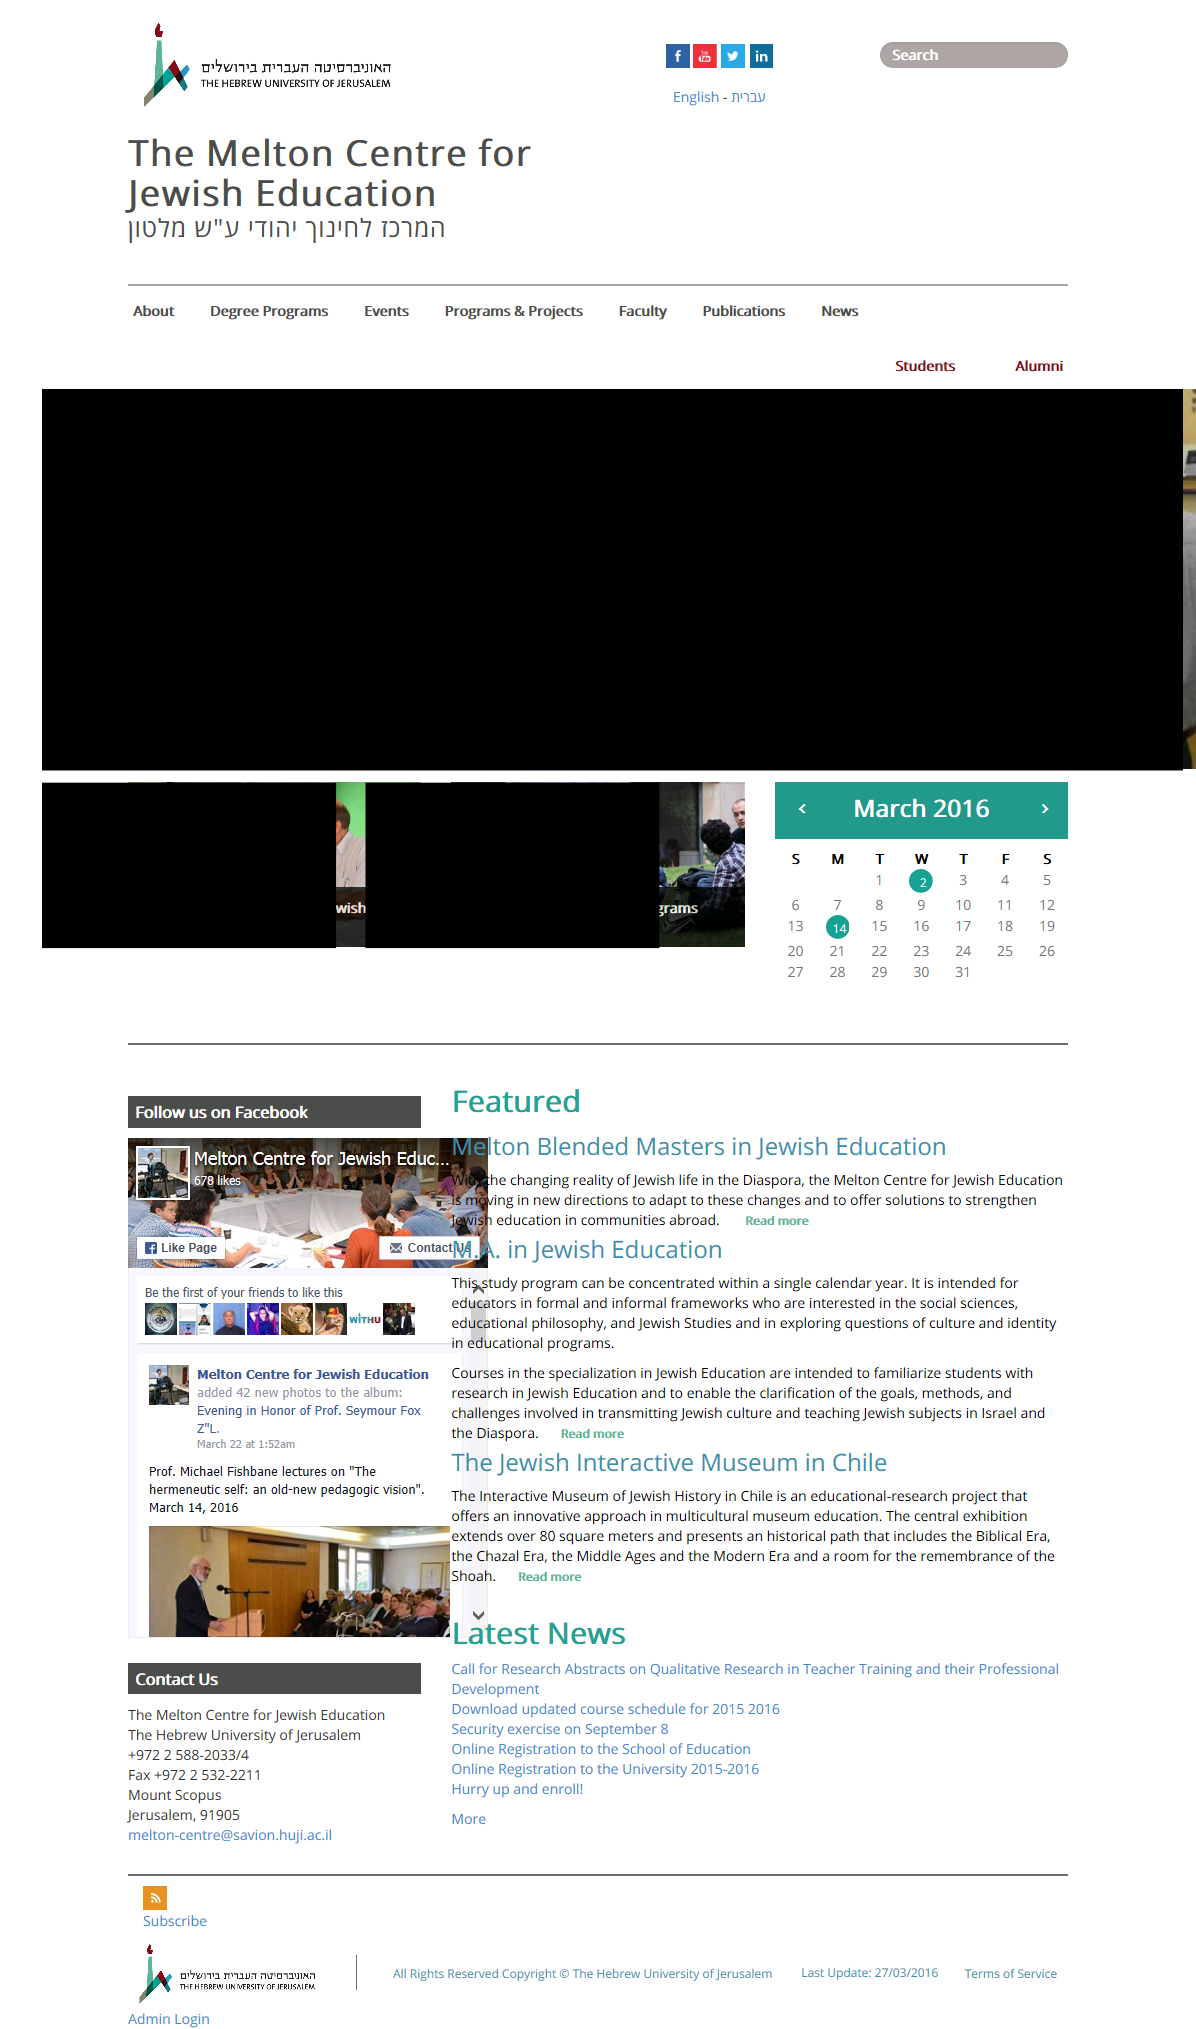 האוניברסיטה העברית בירושלים
THE HEBREW UNIVERSITY OF JERUSALEM
Search
English - עברית
The Melton Centre for
Jewish Education
המרכז לחינוך יהודי ע"ש מלטון
About Degree Programs Events Programs & Projects Faculty Publications News
Students Alumni
wish
grams
March 2016
S M T W T F S
1 2 3 4 5
6 7 8 9 10 11 12
13 14 15 16 17 18 19
20 21 22 23 24 25 26
27 28 29 30 31
Follow us on Facebook
Melton Centre for Jewish Educ...
678 likes
Like Page
Contact Us
Be the first of your friends to like this
WITHU
Melton Centre for Jewish Education
added 42 new photos to the album:
Evening in Honor of Prof. Seymour Fox
Z"L.
March 22 at 1:52am
Prof. Michael Fishbane lectures on "The
hermeneutic self: an old-new pedagogic vision".
March 14, 2016
Contact Us
The Melton Centre for Jewish Education
The Hebrew University of Jerusalem
+972 2 588-2033/4
Fax +972 2 532-2211
Mount Scopus
Jerusalem, 91905
melton-centre@savion.huji.ac.il
Featured
Melton Blended Masters in Jewish Education
With the changing reality of Jewish life in the Diaspora, the Melton Centre for Jewish Education
is moving in new directions to adapt to these changes and to offer solutions to strengthen
Jewish education in communities abroad. Read more
M.A. in Jewish Education
This study program can be concentrated within a single calendar year. It is intended for
educators in formal and informal frameworks who are interested in the social sciences,
educational philosophy, and Jewish Studies and in exploring questions of culture and identity
in educational programs.
Courses in the specialization in Jewish Education are intended to familiarize students with
research in Jewish Education and to enable the clarification of the goals, methods, and
challenges involved in transmitting Jewish culture and teaching Jewish subjects in Israel and
the Diaspora. Read more
The Jewish Interactive Museum in Chile
The Interactive Museum of Jewish History in Chile is an educational-research project that
offers an innovative approach in multicultural museum education. The central exhibition
extends over 80 square meters and presents an historical path that includes the Biblical Era,
the Chazal Era, the Middle Ages and the Modern Era and a room for the remembrance of the
Shoah. Read more
Latest News
Call for Research Abstracts on Qualitative Research in Teacher Training and their Professional
Development
Download updated course schedule for 2015 2016
Security exercise on September 8
Online Registration to the School of Education
Online Registration to the University 2015-2016
Hurry up and enroll!
More
Subscribe
האוניברסיטה העברית בירושלים
THE HEBREW UNIVERSITY OF JERUSALEM
All Rights Reserved Copyright © The Hebrew University of Jerusalem Last Update: 27/03/2016 Terms of Service
Admin Login